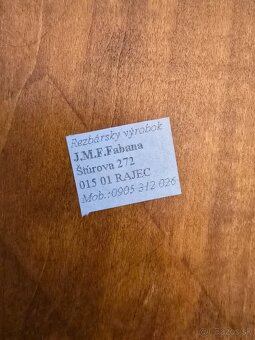 Rezbársky výrobok
J.M.F.Fabana
Štúrova 272
015 01 RAJEC
Mob.:0905 312 026